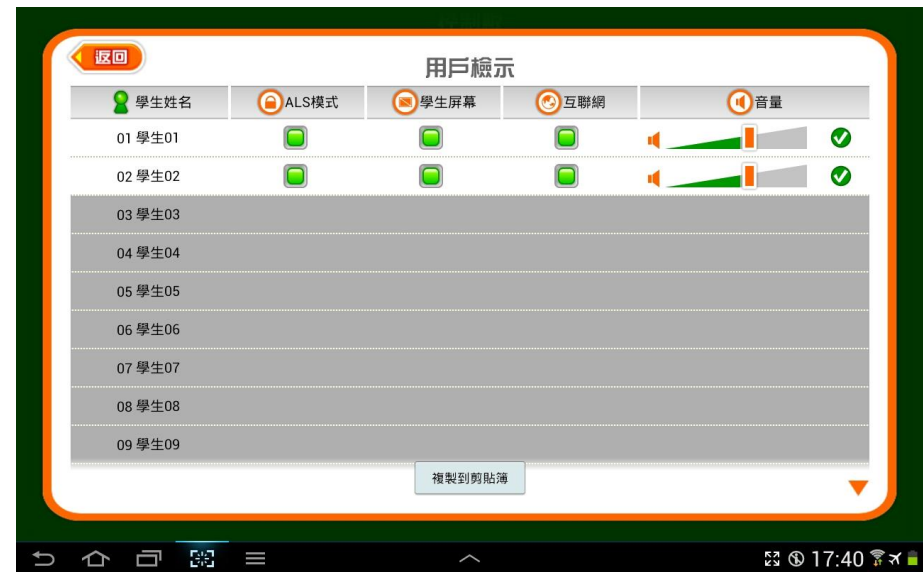 返回
用戶檢示
學生姓名 ALS模式 學生屏幕 互聯網 音量
01 學生01
02 學生02
03 學生03
04 學生04
05 學生05
06 學生06
07 學生07
08 學生08
09 學生09
複製到剪貼簿
17:40